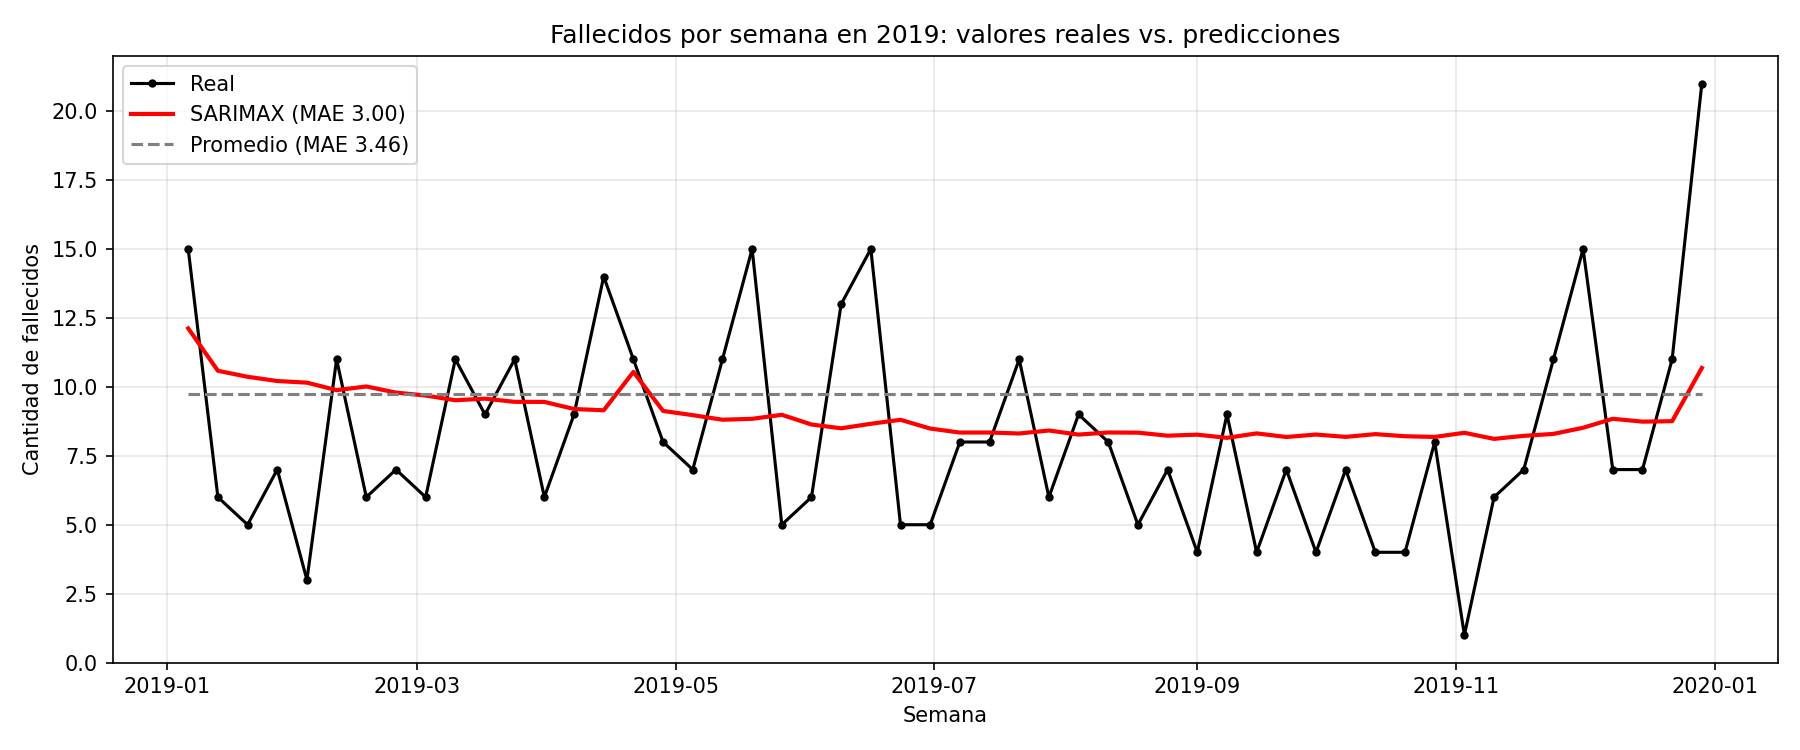 Fallecidos por semana en 2019: valores reales vs. predicciones
Real
SARIMAX (MAE 3.00)
Promedio (MAE 3.46)
Cantidad de fallecidos
20.0
17.5
15.0
12.5
10.0
7.5
5.0
2.5
0.0
2019-01 2019-03 2019-05 2019-07 2019-09 2019-11 2020-01
Semana